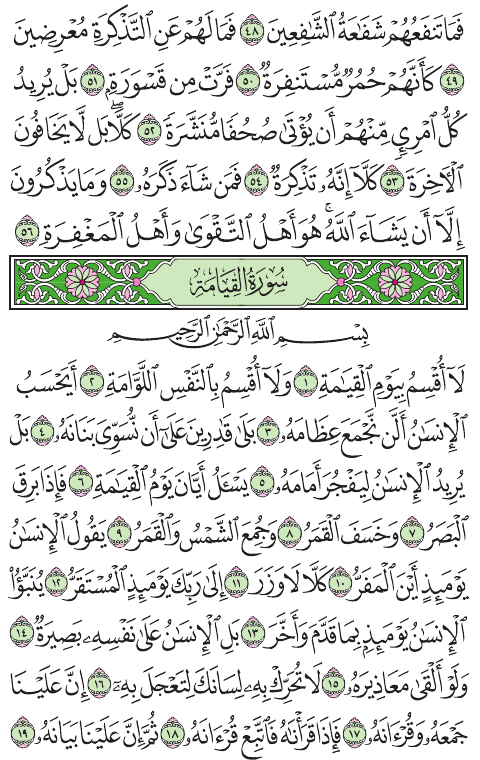 فَمَا تَنفَعُهُمْ شَفَٰعَةُ ٱلشَّٰفِعِينَ ٤٨ فَمَا لَهُمْ عَنِ ٱلتَّذْكِرَةِ مُعْرِضِينَ
٤٩ كَأَنَّهُمْ حُمُرٌ مُّسْتَنفِرَةٌ ٥٠ فَرَّتْ مِن قَسْوَرَةٍۭ ٥١ بَلْ يُرِيدُ
كُلُّ ٱمْرِئٍ مِّنْهُمْ أَن يُؤْتَىٰ صُحُفًا مُّنَشَّرَةً ٥٢ كَلَّاۖ بَل لَّا يَخَافُونَ
ٱلْأٓخِرَةَ ٥٣ كَلَّآ إِنَّهُۥ تَذْكِرَةٌ ٥٤ فَمَن شَآءَ ذَكَرَهُۥ ٥٥ وَمَا يَذْكُرُونَ
إِلَّآ أَن يَشَآءَ ٱللَّهُۚ هُوَ أَهْلُ ٱلتَّقْوَىٰ وَأَهْلُ ٱلْمَغْفِرَةِ ٥٦
سُورَةُ القِيَامَةِ
بِسْمِ ٱللَّهِ ٱلرَّحْمَٰنِ ٱلرَّحِيمِ
لَآ أُقْسِمُ بِيَوْمِ ٱلْقِيَٰمَةِ ١ وَلَآ أُقْسِمُ بِٱلنَّفْسِ ٱللَّوَّامَةِ ٢ أَيَحْسَبُ
ٱلْإِنسَٰنُ أَلَّن نَّجْمَعَ عِظَامَهُۥ ٣ بَلَىٰ قَٰدِرِينَ عَلَىٰٓ أَن نُّسَوِّىَ بَنَانَهُۥ ٤ بَلْ
يُرِيدُ ٱلْإِنسَٰنُ لِيَفْجُرَ أَمَامَهُۥ ٥ يَسْـَٔلُ أَيَّانَ يَوْمُ ٱلْقِيَٰمَةِ ٦ فَإِذَا بَرِقَ
ٱلْبَصَرُ ٧ وَخَسَفَ ٱلْقَمَرُ ٨ وَجُمِعَ ٱلشَّمْسُ وَٱلْقَمَرُ ٩ يَقُولُ ٱلْإِنسَٰنُ
يَوْمَئِذٍ أَيْنَ ٱلْمَفَرُّ ١٠ كَلَّا لَا وَزَرَ ١١ إِلَىٰ رَبِّكَ يَوْمَئِذٍ ٱلْمُسْتَقَرُّ ١٢ يُنَبَّؤُا۟
ٱلْإِنسَٰنُ يَوْمَئِذٍۭ بِمَا قَدَّمَ وَأَخَّرَ ١٣ بَلِ ٱلْإِنسَٰنُ عَلَىٰ نَفْسِهِۦ بَصِيرَةٌ ١٤
وَلَوْ أَلْقَىٰ مَعَاذِيرَهُۥ ١٥ لَا تُحَرِّكْ بِهِۦ لِسَانَكَ لِتَعْجَلَ بِهِۦٓ ١٦ إِنَّ عَلَيْنَا
جَمْعَهُۥ وَقُرْءَانَهُۥ ١٧ فَإِذَا قَرَأْنَٰهُ فَٱتَّبِعْ قُرْءَانَهُۥ ١٨ ثُمَّ إِنَّ عَلَيْنَا بَيَانَهُۥ ١٩